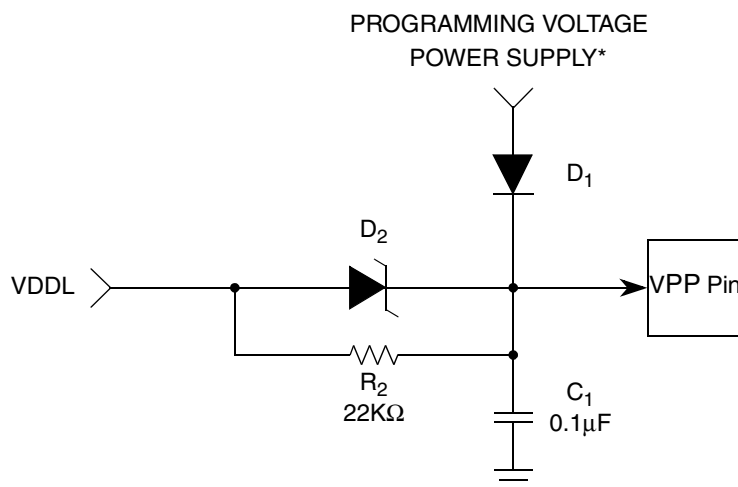 PROGRAMMING VOLTAGE
POWER SUPPLY*
D1
D2
VDDL
VPP Pin
R2
22KΩ
C1
0.1μF